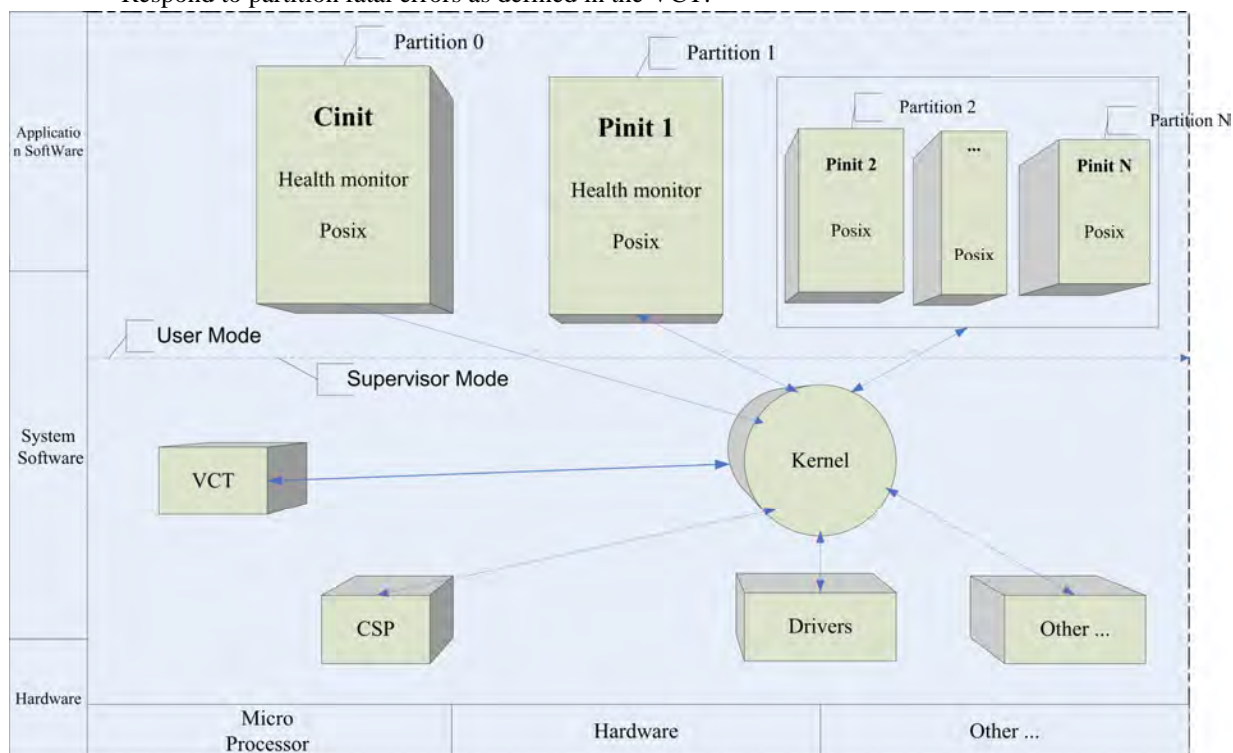 Respond to partition fatal errors as defined in the VCT.
Partition 0
Partition 1
Partition 2
Partition N
Applicatio
n SoftWare
Cinit
Health monitor
Posix
Pinit 1
Health monitor
Posix
Pinit 2
Posix
...
Posix
Pinit N
Posix
User Mode
Supervisor Mode
System
Software
VCT
Kernel
CSP
Drivers
Other ...
Hardware
Micro
Processor
Hardware
Other ...